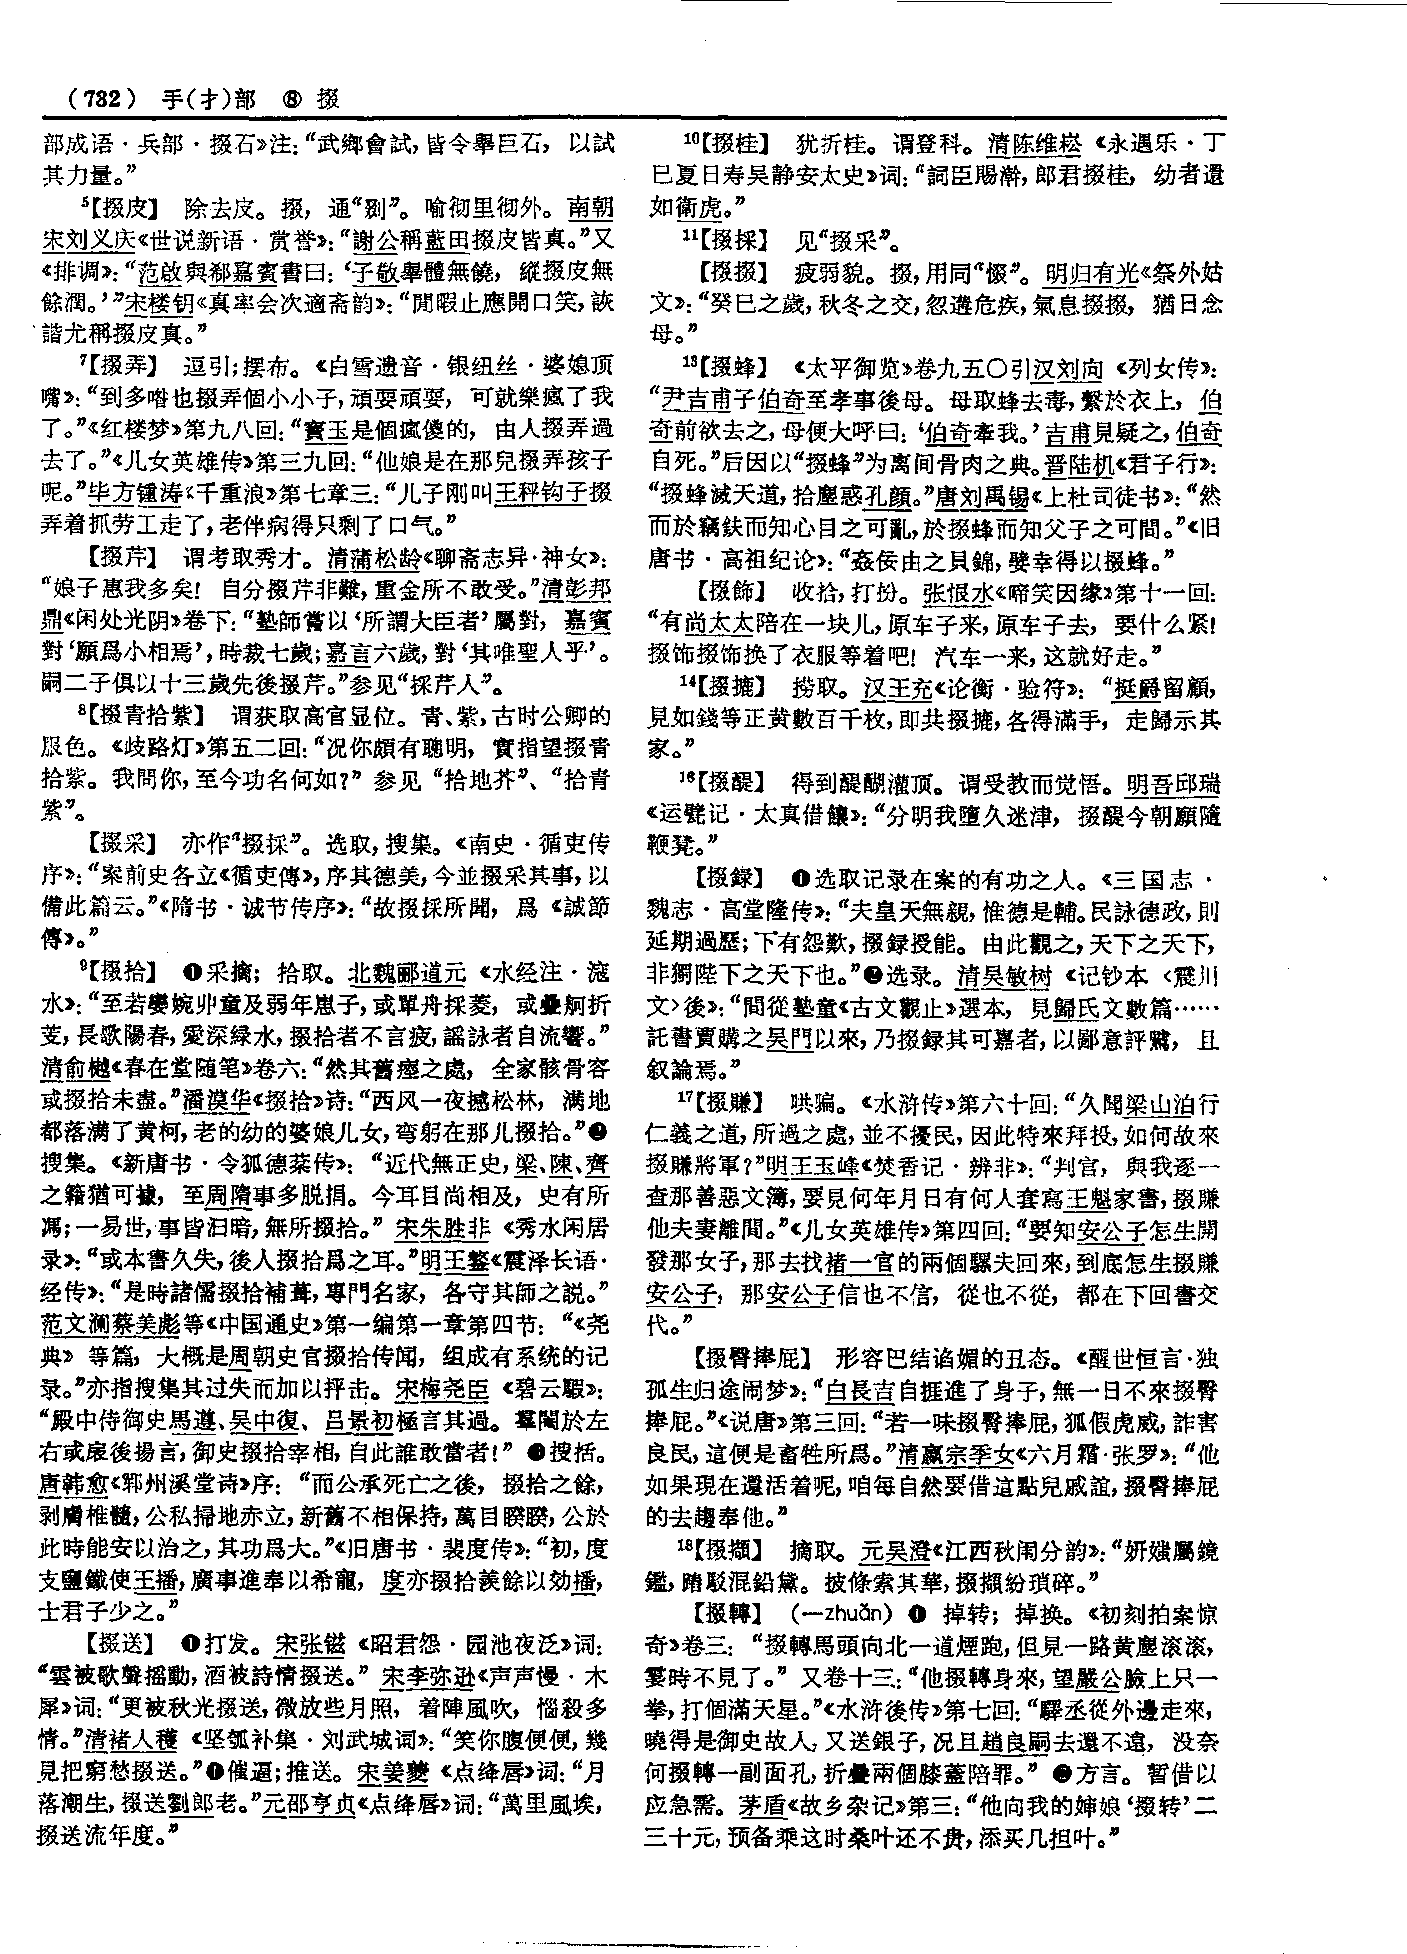 （732） 手(扌)部 ⑧ 掇
部成语·兵部·掇石》注：“武鄉會試，皆令舉巨石，以試
其力量。”
5【掇皮】 除去皮。掇，通“剟”。喻彻里彻外。南朝
宋刘义庆《世说新语·赏誉》：“謝公稱藍田掇皮皆真。”又
《排调》：“范啟與郗嘉賓書曰：‘子敬舉體無饒，縱掇皮無
餘潤。’”宋楼钥《真率会次適斋韵》：“閒暇止應開口笑，詼
諧尤稱掇皮真。”
7【掇弄】 逗引；摆布。《白雪遗音·银纽丝·婆媳顶
嘴》：“到多嗜也掇弄個小小子，頑耍頑耍，可就樂瘋了我
了。”《红楼梦》第九八回：“寶玉是個瘋傻的，由人掇弄過
去了。”《儿女英雄传》第三九回：“他娘是在那兒掇弄孩子
呢。”毕方锺涛《千重浪》第七章三：“儿子刚叫王秤钩子掇
弄着抓劳工走了，老伴病得只剩了口气。”
【掇芹】 谓考取秀才。清蒲松龄《聊斋志异·神女》：
“娘子惠我多矣！自分掇芹非難，重金所不敢受。”清彭邦
鼎《闲处光阴》卷下：“塾師嘗以‘所謂大臣者’屬對，嘉賓
對‘願爲小相焉’，時裁七歲；嘉言六歲，對‘其唯聖人乎’。
嗣二子俱以十三歲先後掇芹。”参见“採芹人”。
8【掇青拾紫】 谓获取高官显位。青、紫，古时公卿的
服色。《歧路灯》第五二回：“况你頗有聰明，實指望掇青
拾紫。我問你，至今功名何如？”参见“拾地芥”、“拾青
紫”。
【掇采】 亦作“掇採”。选取，搜集。《南史·循吏传
序》：“案前史各立《循吏傳》，序其德美，今並掇采其事，以
備此篇云。”《隋书·诚节传序》：“故掇採所聞，爲《誠節
傳》。”
9【掇拾】 ❶采摘；拾取。北魏郦道元《水经注·滱
水》：“至若孌婉丱童及弱年崽子，或單舟採菱，或疊舸折
芰，長歌陽春，愛深緑水，掇拾者不言疲，謡詠者自流響。”
清俞樾《春在堂随笔》卷六：“然其舊瘞之處，全家骸骨容
或掇拾未盡。”潘漠华《掇拾》诗：“西风一夜撼松林，满地
都落满了黄柯，老的幼的婆娘儿女，弯躬在那儿掇拾。”❷
搜集。《新唐书·令狐德棻传》：“近代無正史，梁、陳、齊
之籍猶可據，至周隋事多脱捐。今耳目尚相及，史有所
馮；一易世，事皆汩暗，無所掇拾。”宋朱胜非《秀水闲居
录》：“或本書久失，後人掇拾爲之耳。”明王鏊《震泽长语·
经传》：“是時諸儒掇拾補葺，專門名家，各守其師之説。”
范文澜蔡美彪等《中国通史》第一编第一章第四节：“《尧
典》等篇，大概是周朝史官掇拾传闻，组成有系统的记
录。”亦指搜集其过失而加以抨击。宋梅尧臣《碧云騢》：
“殿中侍御史馬遵、吴中復、吕景初極言其過。羣閹於左
右或扆後揚言，御史掇拾宰相，自此誰敢當者！”❸搜括。
唐韩愈《郓州溪堂诗》序：“而公承死亡之後，掇拾之餘，
剥膚椎髓，公私掃地赤立，新舊不相保持，萬目睽睽，公於
此時能安以治之，其功爲大。”《旧唐书·裴度传》：“初，度
支鹽鐵使王播，廣事進奉以希寵，度亦掇拾羨餘以効播，
士君子少之。”
【掇送】 ❶打发。宋张镃《昭君怨·园池夜泛》词：
“雲被歌聲摇動，酒被詩情掇送。”宋李弥逊《声声慢·木
犀》词：“更被秋光掇送，微放些月照，着陣風吹，惱殺多
情。”清褚人穫《坚瓠补集·刘武城词》：“笑你腹便便，幾
見把窮愁掇送。”❷催逼；推送。宋姜夔《点绛唇》词：“月
落潮生，掇送劉郎老。”元邵亨贞《点绛唇》词：“萬里風埃，
掇送流年度。”
10【掇桂】 犹折桂。谓登科。清陈维崧《永遇乐·丁
巳夏日寿吴静安太史》词：“詞臣賜澣，郎君掇桂，幼者還
如衛虎。”
11【掇採】 见“掇采”。
【掇掇】 疲弱貌。掇，用同“惙”。明归有光《祭外姑
文》：“癸巳之歲，秋冬之交，忽遘危疾，氣息掇掇，猶日念
母。”
13【掇蜂】 《太平御览》卷九五〇引汉刘向《列女传》：
“尹吉甫子伯奇至孝事後母。母取蜂去毒，繫於衣上，伯
奇前欲去之，母便大呼曰：‘伯奇牽我。’吉甫見疑之，伯奇
自死。”后因以“掇蜂”为离间骨肉之典。晋陆机《君子行》：
“掇蜂滅天道，拾塵惑孔顔。”唐刘禹锡《上杜司徒书》：“然
而於竊鈇而知心目之可亂，於掇蜂而知父子之可間。”《旧
唐书·高祖纪论》：“姦佞由之貝錦，嬖幸得以掇蜂。”
【掇飾】 收拾，打扮。张恨水《啼笑因缘》第十一回：
“有尚太太陪在一块儿，原车子来，原车子去，要什么紧！
掇饰掇饰换了衣服等着吧！汽车一来，这就好走。”
14【掇摭】 捞取。汉王充《论衡·验符》：“挺爵留顧，
見如錢等正黄數百千枚，即共掇摭，各得滿手，走歸示其
家。”
16【掇醍】 得到醍醐灌顶。谓受教而觉悟。明吾邱瑞
《运甓记·太真借饟》：“分明我墮久迷津，掇醍今朝願隨
鞭凳。”
【掇録】 ❶选取记录在案的有功之人。《三国志·
魏志·高堂隆传》：“夫皇天無親，惟德是輔。民詠德政，則
延期過歷；下有怨歎，掇録授能。由此觀之，天下之天下，
非獨陛下之天下也。”❷选录。清吴敏树《记钞本〈震川
文〉後》：“間從塾童《古文觀止》選本，見歸氏文數篇……
託書賈購之吴門以來，乃掇録其可嘉者，以鄙意評騭，且
叙論焉。”
17【掇賺】 哄骗。《水浒传》第六十回：“久聞梁山泊行
仁義之道，所過之處，並不擾民，因此特來拜投，如何故來
掇賺將軍？”明王玉峰《焚香记·辨非》：“判官，與我逐一
查那善惡文簿，要見何年月日有何人套寫王魁家書，掇賺
他夫妻離間。”《儿女英雄传》第四回：“要知安公子怎生開
發那女子，那去找褚一官的兩個騾夫回來，到底怎生掇賺
安公子，那安公子信也不信，從也不從，都在下回書交
代。”
【掇臀捧屁】 形容巴结谄媚的丑态。《醒世恒言·独
孤生归途闹梦》：“白長吉自捱進了身子，無一日不來掇臀
捧屁。”《说唐》第三回：“若一味掇臀捧屁，狐假虎威，詐害
良民，這便是畜牲所爲。”清嬴宗季女《六月霜·张罗》：“他
如果現在還活着呢，咱每自然要借這點兒戚誼，掇臀捧屁
的去趨奉他。”
18【掇擷】 摘取。元吴澄《江西秋闱分韵》：“妍媸屬鏡
鑑，踳駁混鉛黛。披條索其華，掇擷紛瑣碎。”
【掇轉】 （—zhuǎn）❶ 掉转；掉换。《初刻拍案惊
奇》卷三：“掇轉馬頭向北一道煙跑，但見一路黄塵滚滚，
霎時不見了。”又卷十三：“他掇轉身來，望嚴公臉上只一
拳，打個滿天星。”《水浒後传》第七回：“驛丞從外邊走來，
曉得是御史故人，又送銀子，况且趙良嗣去還不遠，没奈
何掇轉一副面孔，折疊兩個膝蓋陪罪。”❷方言。暂借以
应急需。茅盾《故乡杂记》第三：“他向我的婶娘‘掇转’二
三十元，预备乘这时桑叶还不贵，添买几担叶。”